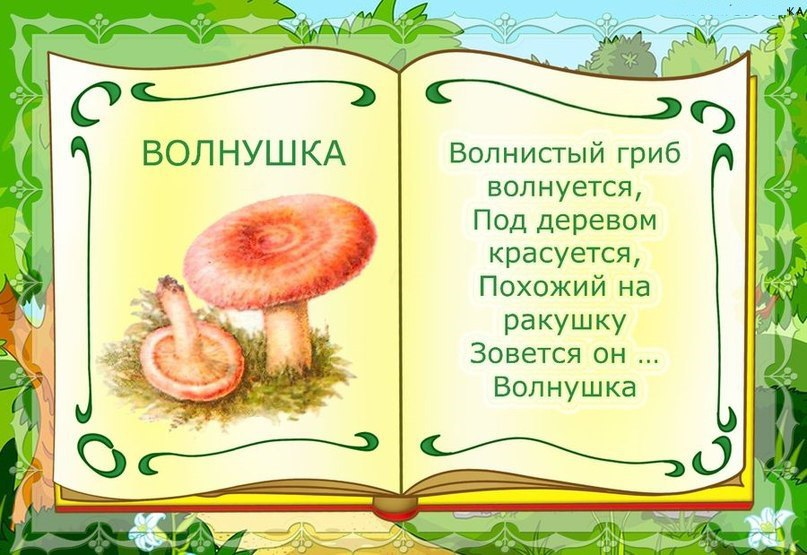 ВОЛНУШКА
Волнистый гриб
волнуется,
Под деревом
красуется,
Похожий на
ракушку
Зовется он ...
Волнушка